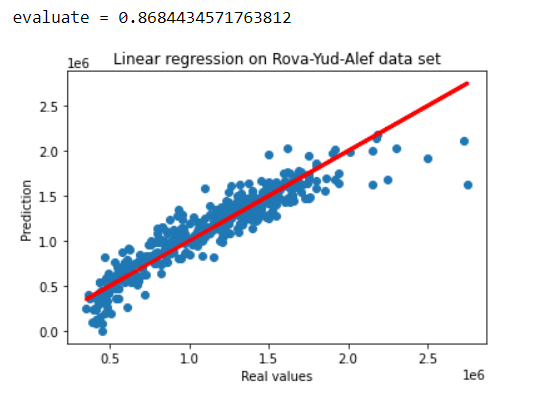 evaluate = 0.8684434571763812
Linear regression on Rova-Yud-Alef data set
1e6
2.5
2.0
1.5
1.0
0.5
0.0
Prediction
0.5 1.0 1.5 2.0 2.5
Real values
1e6